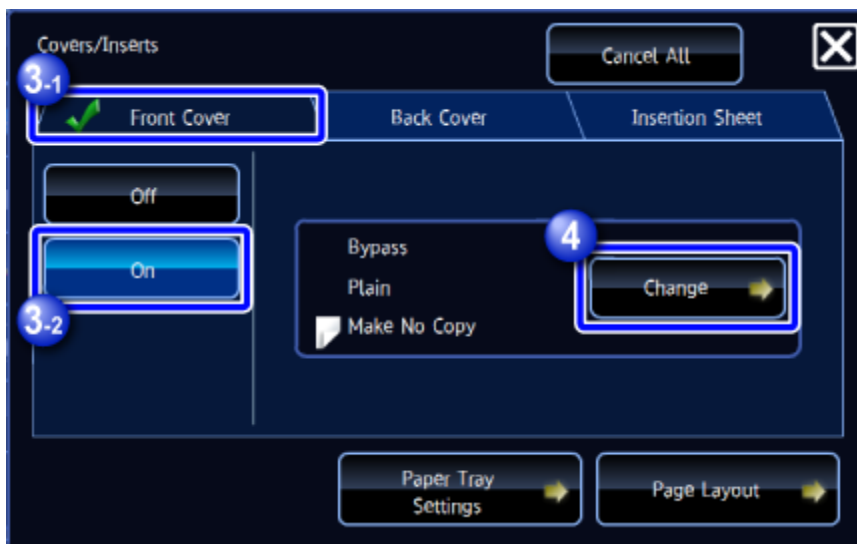 Covers/Inserts
Cancel All
3-1
Front Cover
Back Cover
Insertion Sheet
Off
On
3-2
Bypass
Plain
Make No Copy
4
Change
Paper Tray
Settings
Page Layout